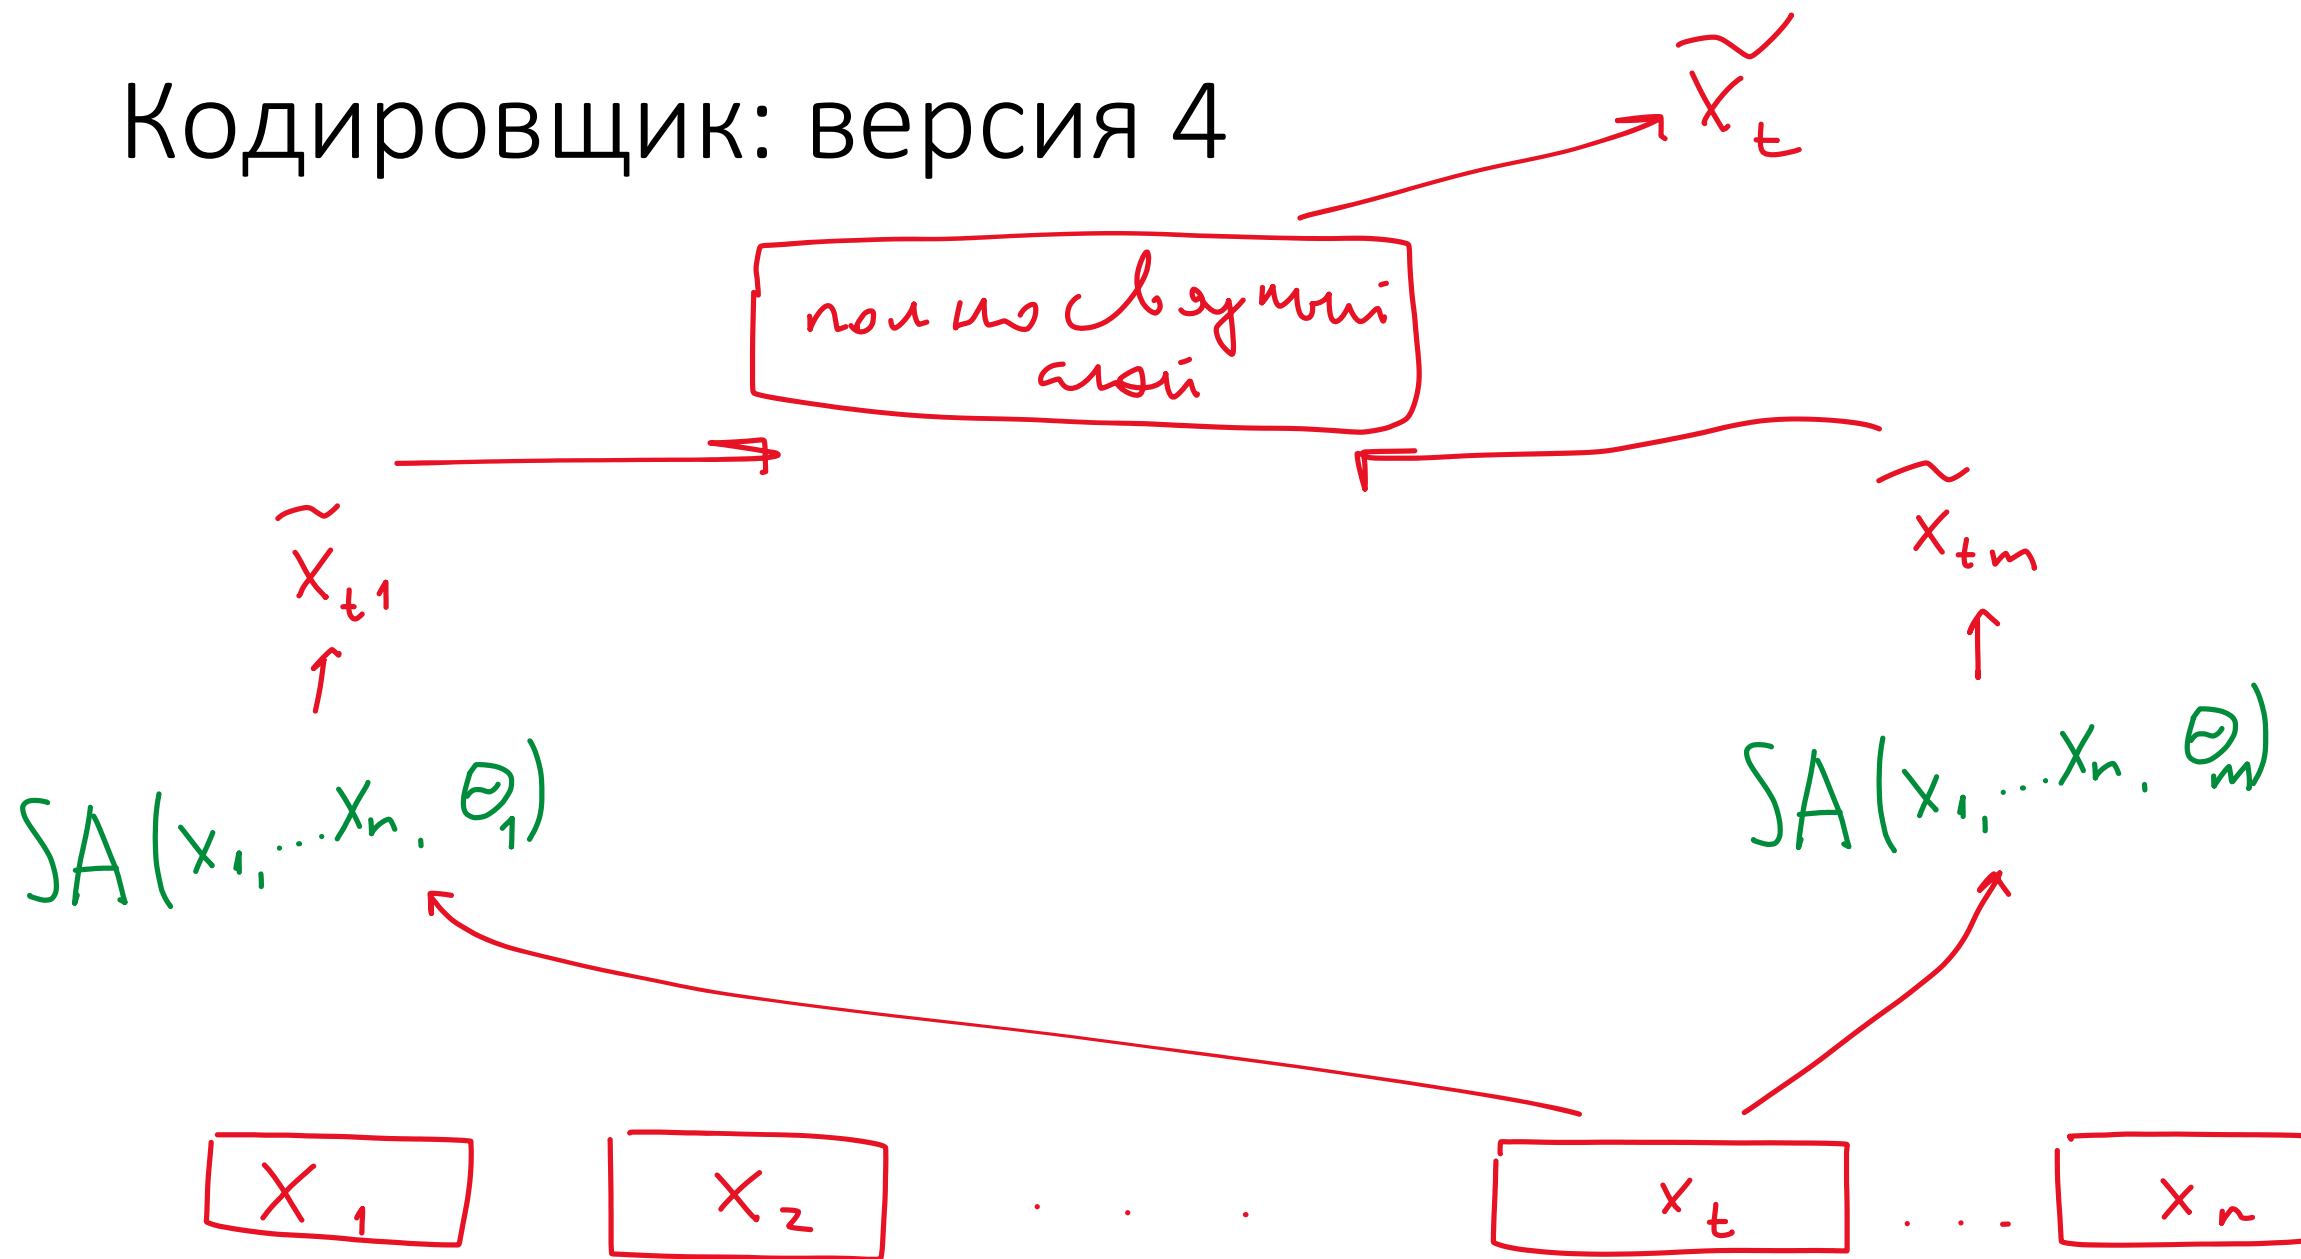 Кодировщик: версия 4
x̃ t
полносвязный
слой
x̃ t1
x̃ tm
SA(x1, ... xn, Θ1)
SA(x1, ... xn, Θm)
x1
x2
. . .
xt
...
xn